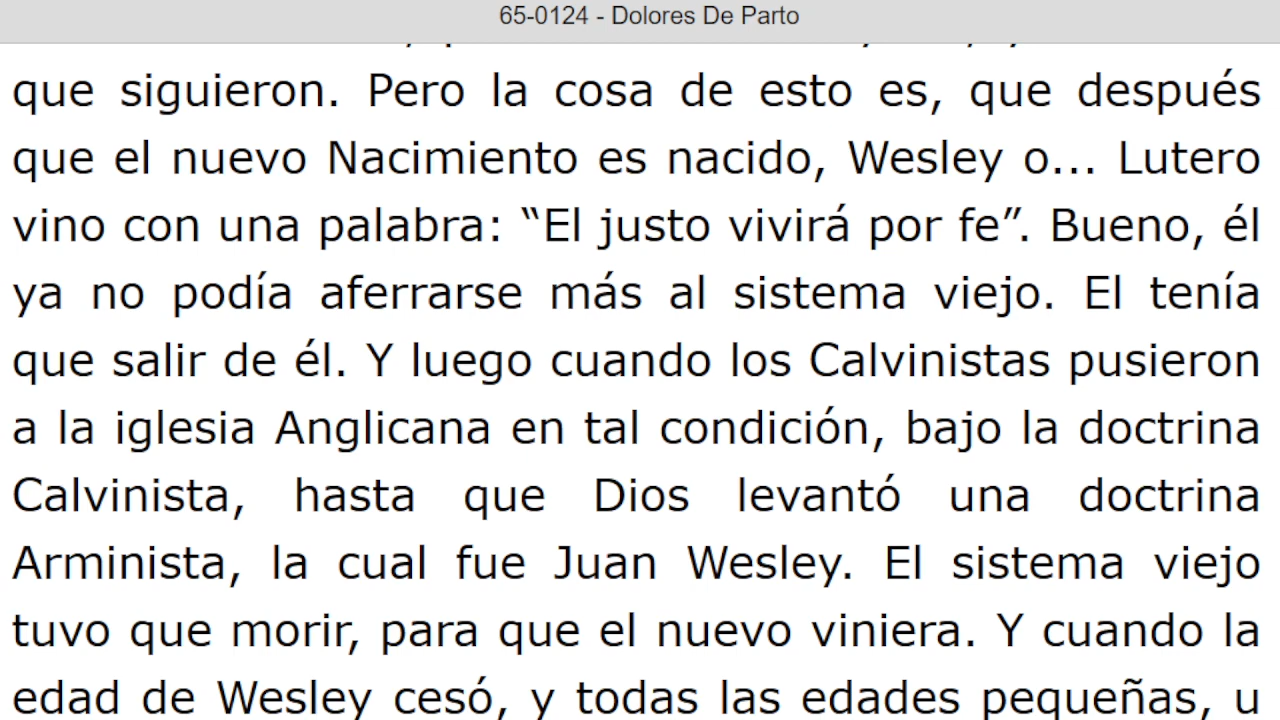 65-0124 - Dolores De Parto
que siguieron. Pero la cosa de esto es, que después
que el nuevo Nacimiento es nacido, Wesley o... Lutero
vino con una palabra: “El justo vivirá por fe”. Bueno, él
ya no podía aferrarse más al sistema viejo. El tenía
que salir de él. Y luego cuando los Calvinistas pusieron
a la iglesia Anglicana en tal condición, bajo la doctrina
Calvinista, hasta que Dios levantó una doctrina
Arminista, la cual fue Juan Wesley. El sistema viejo
tuvo que morir, para que el nuevo viniera. Y cuando la
edad de Wesley cesó, y todas las edades pequeñas, u